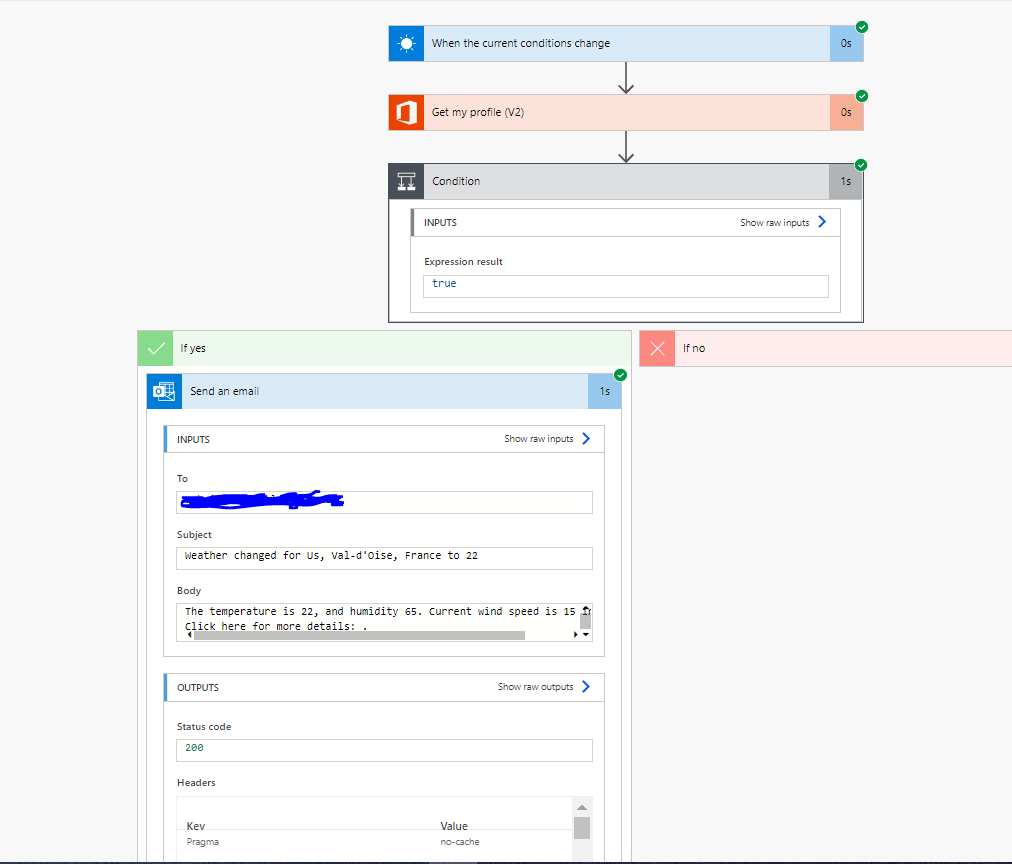 When the current conditions change
0s
Get my profile (V2)
0s
Condition
1s
INPUTS
Show raw inputs
Expression result
true
If yes
If no
Send an email
1s
INPUTS
Show raw inputs
To
Subject
Weather changed for Us, Val-d'Oise, France to 22
Body
The temperature is 22, and humidity 65. Current wind speed is 15
Click here for more details: .
OUTPUTS
Show raw outputs
Status code
200
Headers
Key Value
Pragma no-cache